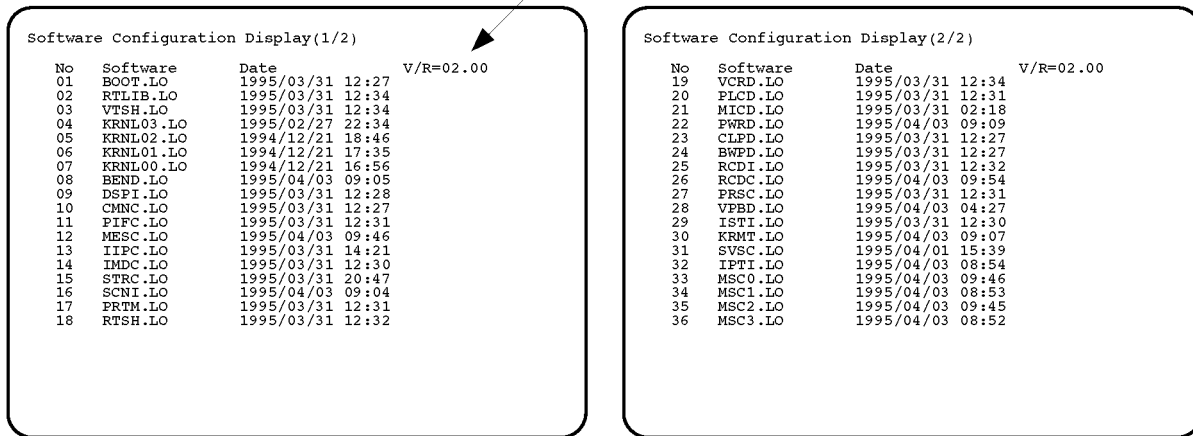 Software Configuration Display(1/2)
No Software Date V/R=02.00
01 BOOT.LO 1995/03/31 12:27
02 RTLIB.LO 1995/03/31 12:34
03 VTSH.LO 1995/03/31 12:34
04 KRNL03.LO 1995/02/27 22:34
05 KRNL02.LO 1994/12/21 18:46
06 KRNL01.LO 1994/12/21 17:35
07 KRNL00.LO 1994/12/21 16:56
08 BEND.LO 1995/04/03 09:05
09 DSPI.LO 1995/03/31 12:28
10 CMNC.LO 1995/03/31 12:27
11 PIFC.LO 1995/03/31 12:31
12 MESC.LO 1995/04/03 09:46
13 IIPC.LO 1995/03/31 14:21
14 IMDC.LO 1995/03/31 12:30
15 STRC.LO 1995/03/31 20:47
16 SCNI.LO 1995/04/03 09:04
17 PRTM.LO 1995/03/31 12:31
18 RTSH.LO 1995/03/31 12:32
Software Configuration Display(2/2)
No Software Date V/R=02.00
19 VCRD.LO 1995/03/31 12:34
20 PLCD.LO 1995/03/31 12:31
21 MICD.LO 1995/03/31 02:18
22 PWRD.LO 1995/04/03 09:09
23 CLPD.LO 1995/03/31 12:27
24 BWPD.LO 1995/03/31 12:27
25 RCDI.LO 1995/03/31 12:32
26 RCDC.LO 1995/04/03 09:54
27 PRSC.LO 1995/03/31 12:31
28 VPBD.LO 1995/04/03 04:27
29 ISTI.LO 1995/03/31 12:30
30 KRMT.LO 1995/04/03 09:07
31 SVSC.LO 1995/04/01 15:39
32 IPTI.LO 1995/04/03 08:54
33 MSC0.LO 1995/04/03 09:46
34 MSC1.LO 1995/04/03 08:53
35 MSC2.LO 1995/04/03 09:45
36 MSC3.LO 1995/04/03 08:52